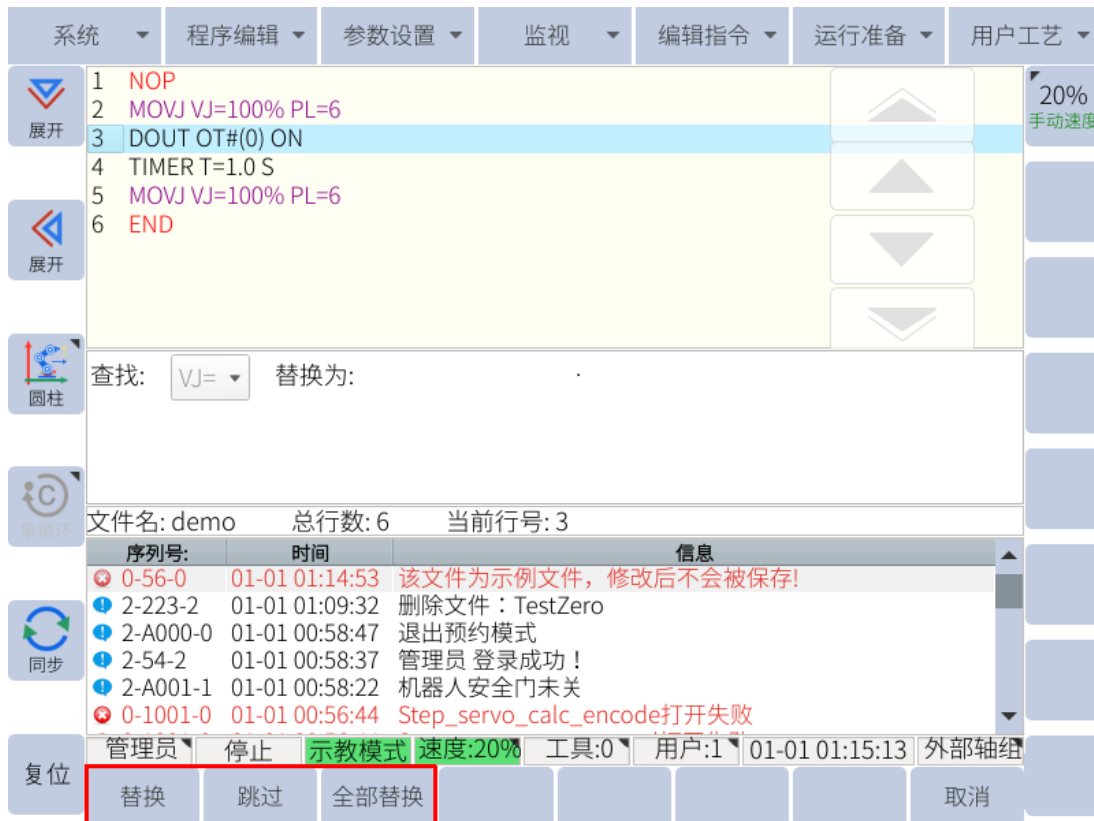 系统 程序编辑 参数设置 监视 编辑指令 运行准备 用户工艺
展开
展开
圆柱
单循环
同步
复位
1 NOP
2 MOVJ VJ=100% PL=6
3 DOUT OT#(0) ON
4 TIMER T=1.0 S
5 MOVJ VJ=100% PL=6
6 END
20%
手动速度
查找: VJ= 替换为:
文件名: demo 总行数: 6 当前行号: 3
序列号: 时间 信息
0-56-0 01-01 01:14:53 该文件为示例文件，修改后不会被保存!
2-223-2 01-01 01:09:32 删除文件：TestZero
2-A000-0 01-01 00:58:47 退出预约模式
2-54-2 01-01 00:58:37 管理员 登录成功！
2-A001-1 01-01 00:58:22 机器人安全门未关
0-1001-0 01-01 00:56:44 Step_servo_calc_encode打开失败
管理员 停止 示教模式 速度:20% 工具:0 用户:1 01-01 01:15:13 外部轴组
替换 跳过 全部替换 取消